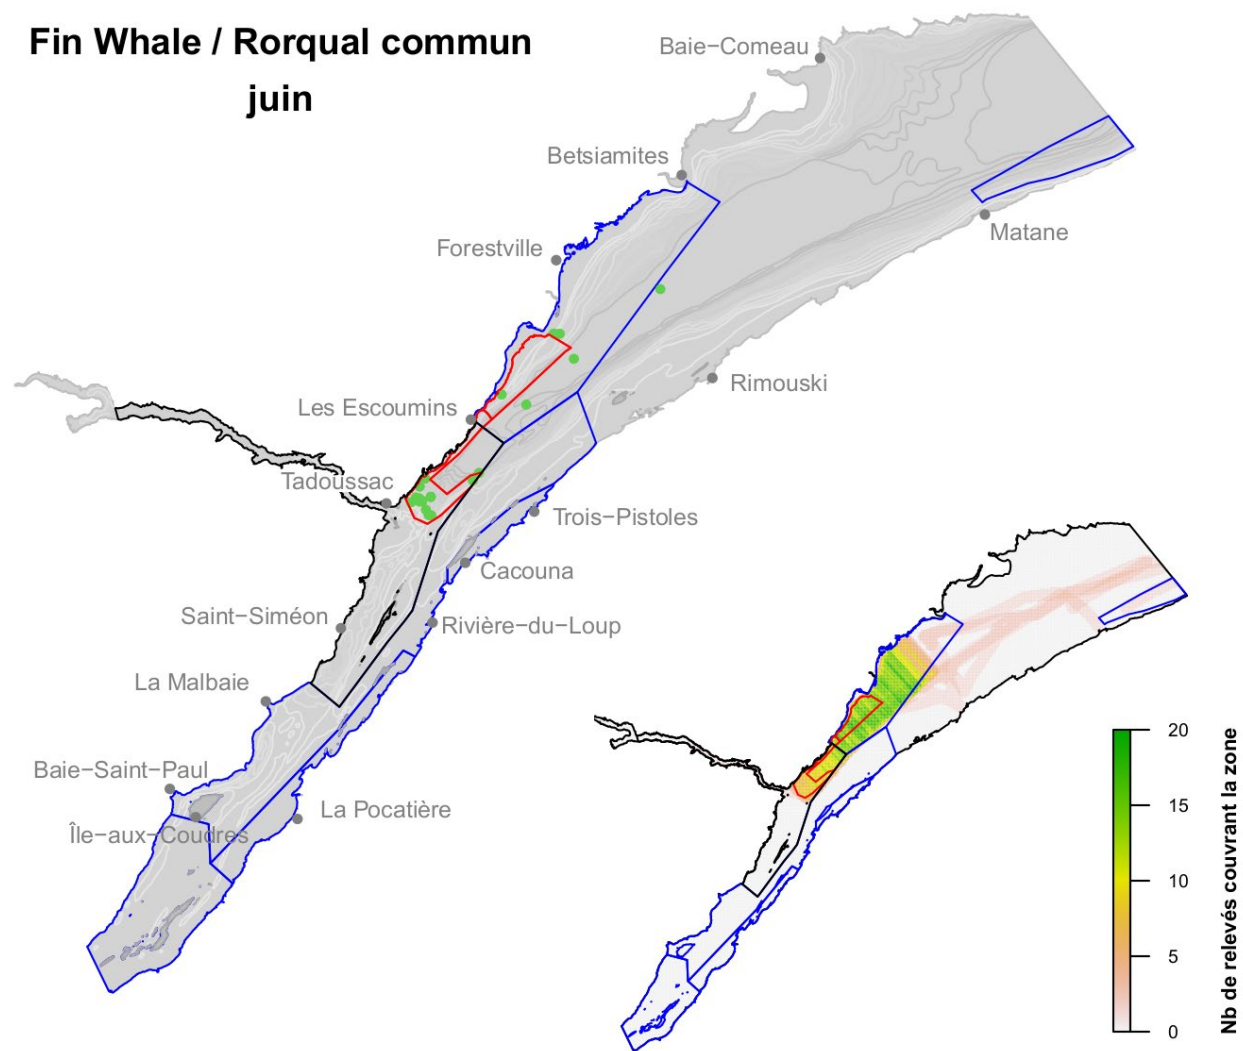 Fin Whale / Rorqual commun
juin
Baie−Comeau
Betsiamites
Forestville
Matane
Rimouski
Les Escoumins
Tadoussac
Trois−Pistoles
Cacouna
Saint−Siméon
Rivière−du−Loup
La Malbaie
Baie−Saint−Paul
La Pocatière
Île−aux−Coudres
20
15
10
5
0
Nb de relevés couvrant la zone